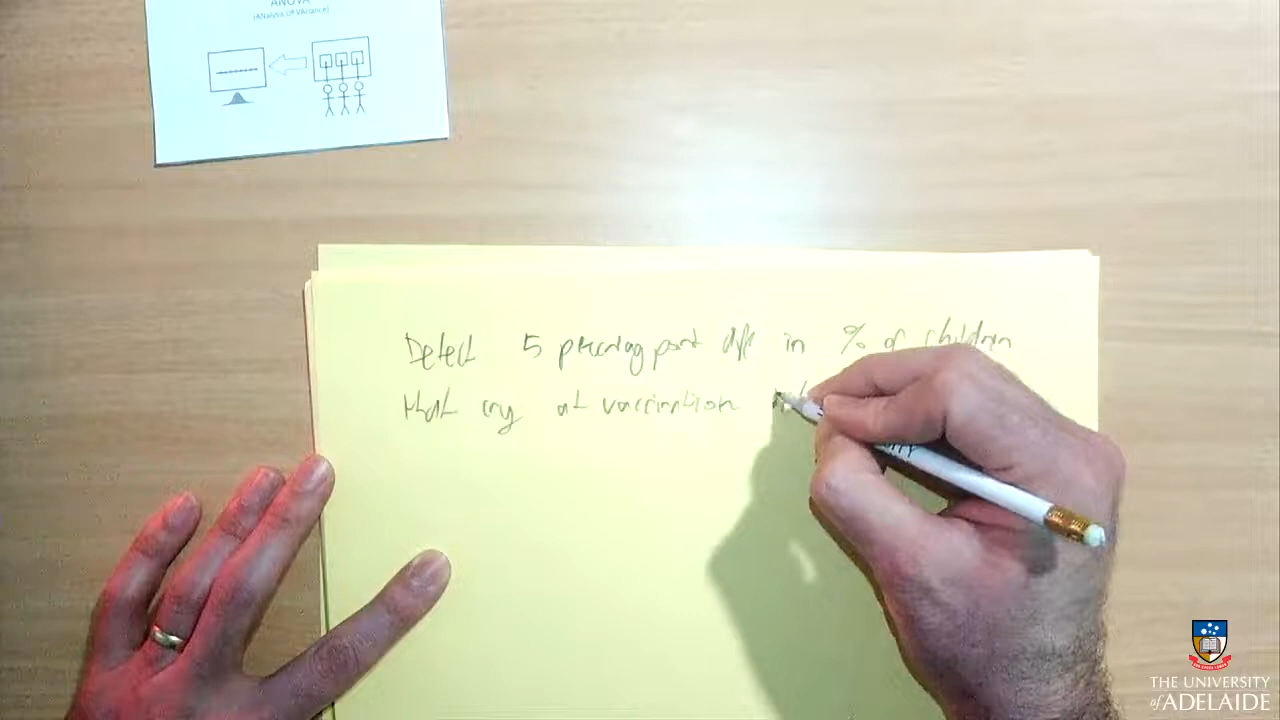 ANOVA
(ANalysis Of VAriance)
Detect 5 percentag point diff in % of children
that cry at vaccination
THE UNIVERSITY
of ADELAIDE